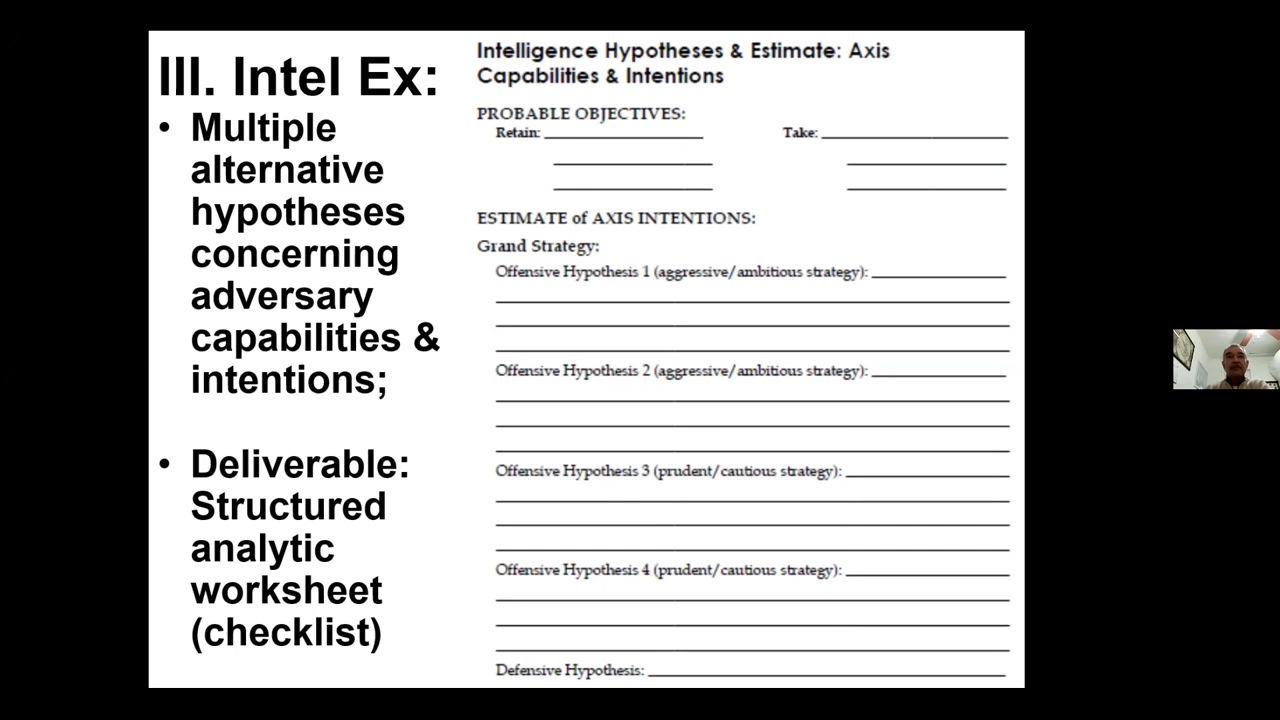 III. Intel Ex:
• Multiple
alternative
hypotheses
concerning
adversary
capabilities &
intentions;
• Deliverable:
Structured
analytic
worksheet
(checklist)
Intelligence Hypotheses & Estimate: Axis
Capabilities & Intentions
PROBABLE OBJECTIVES:
Retain: Take:
ESTIMATE of AXIS INTENTIONS:
Grand Strategy:
Offensive Hypothesis 1 (aggressive/ambitious strategy):
Offensive Hypothesis 2 (aggressive/ambitious strategy):
Offensive Hypothesis 3 (prudent/cautious strategy):
Offensive Hypothesis 4 (prudent/cautious strategy):
Defensive Hypothesis: